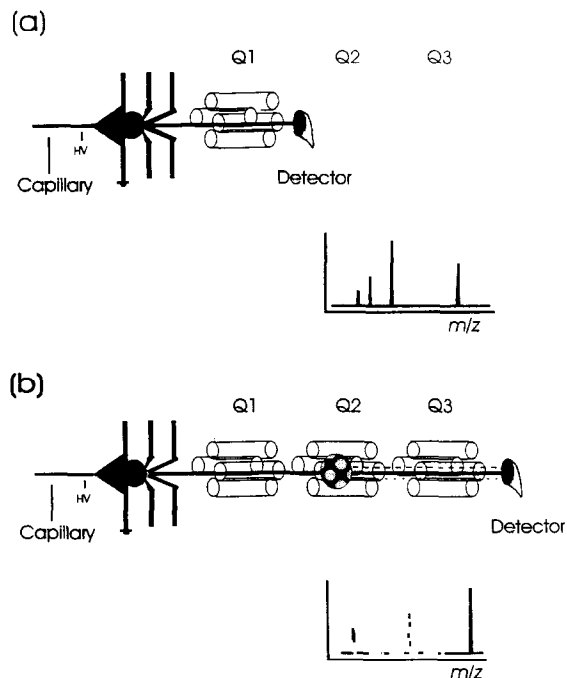 (a)
Q1 Q2 Q3
HV
Capillary
Detector
m/z
(b)
Q1 Q2 Q3
HV
Capillary
Detector
m/z